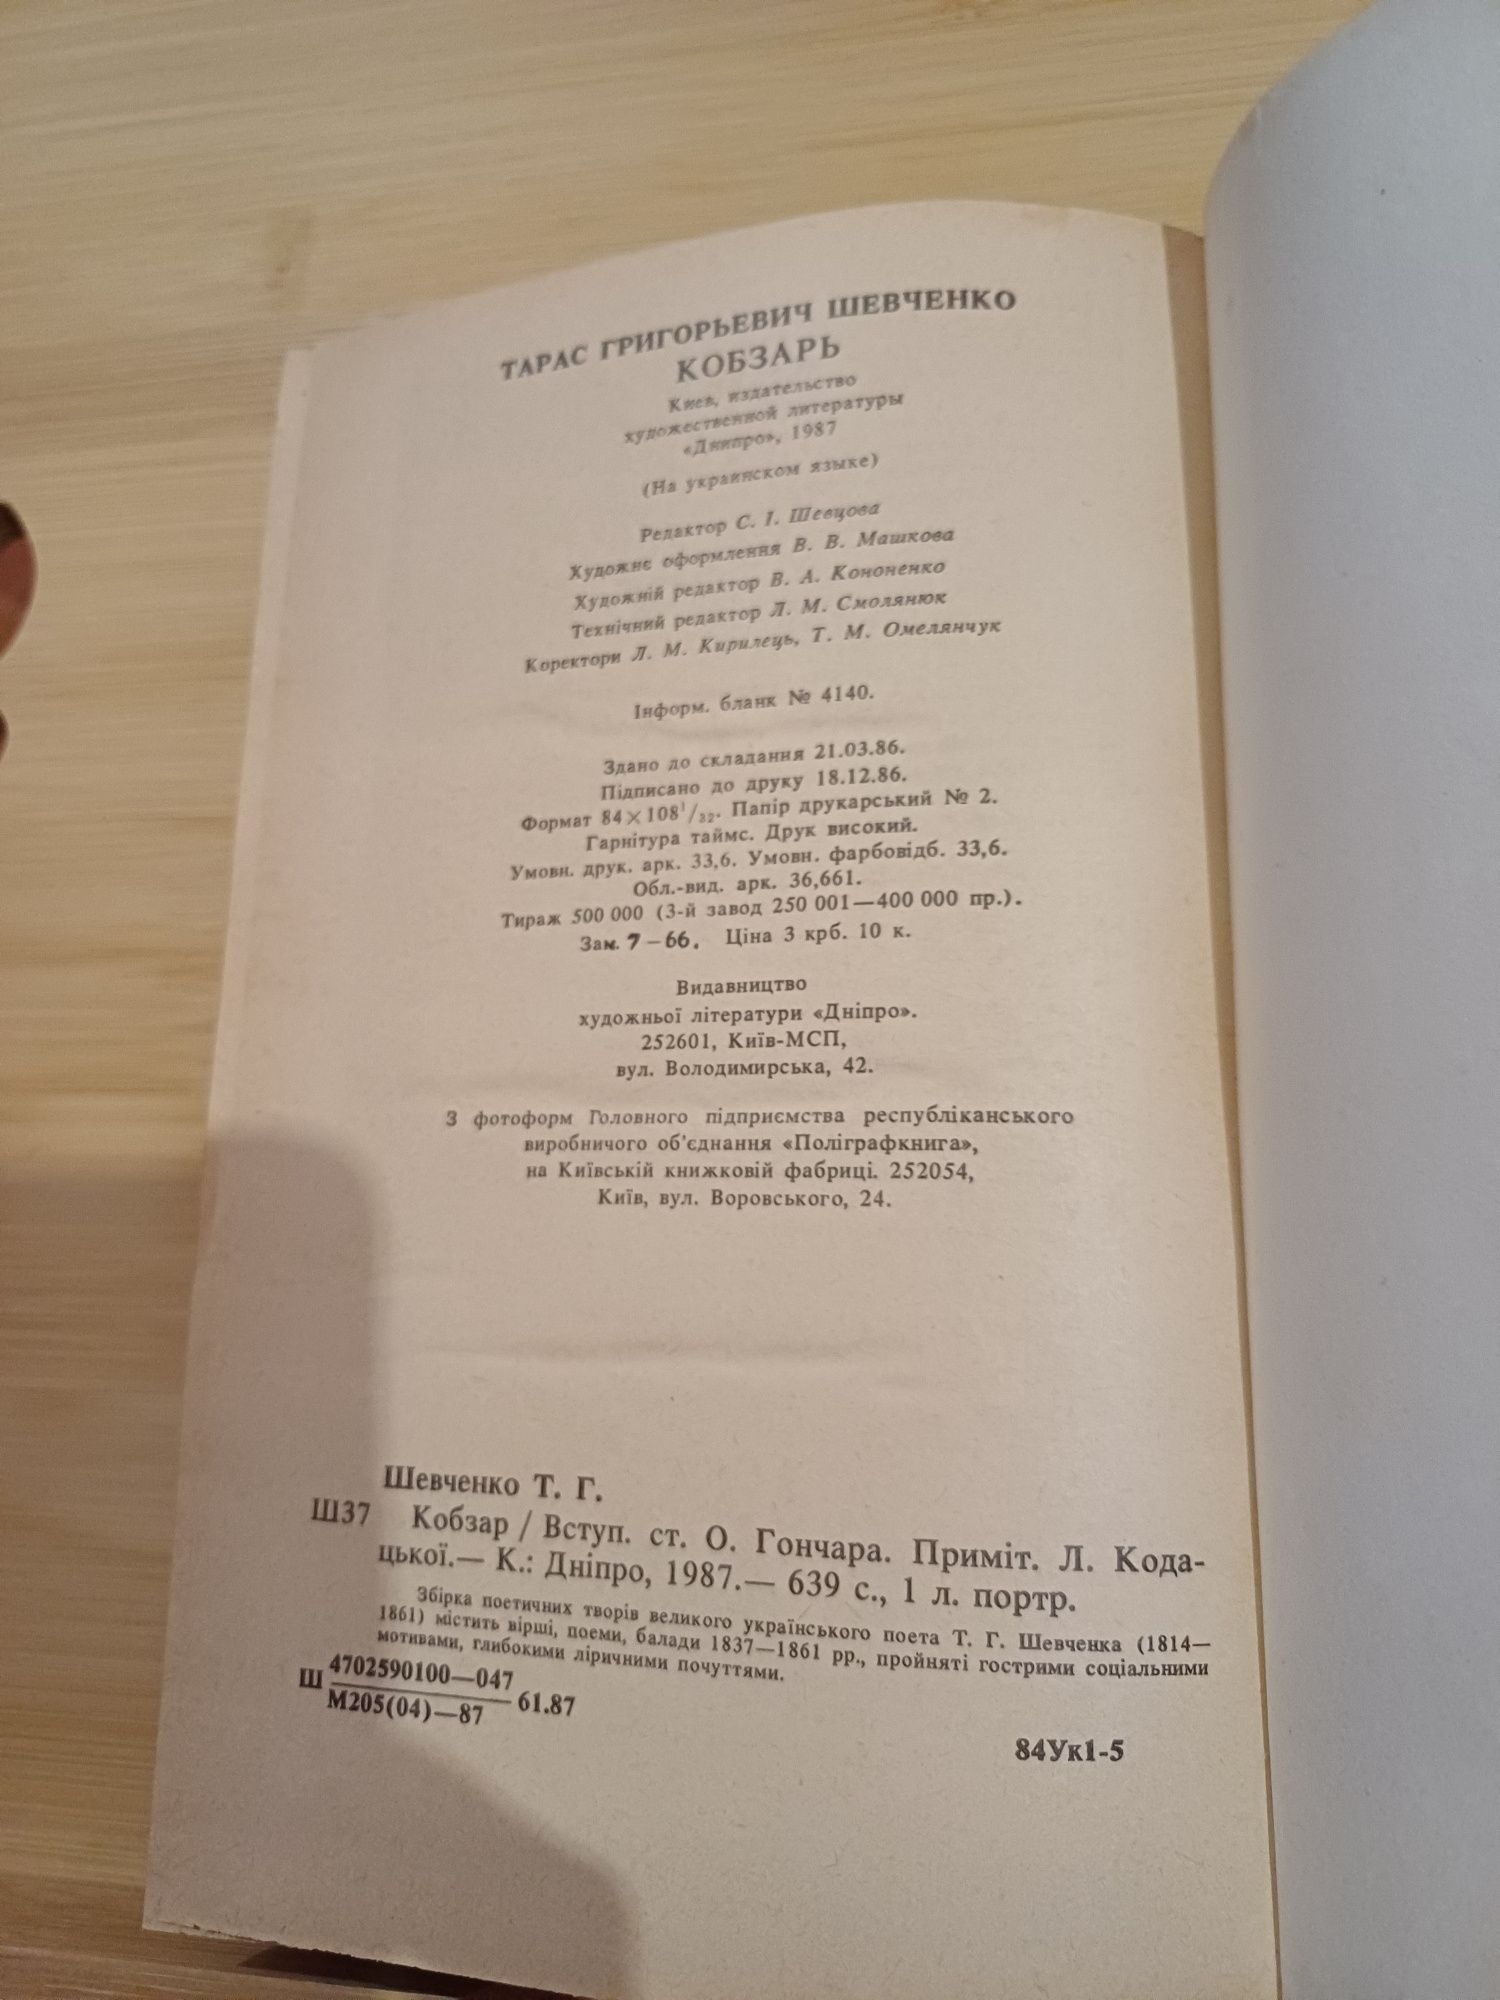 ТАРАС ГРИГОРЬЕВИЧ ШЕВЧЕНКО
КОБЗАРЬ
Киев, издательство
художественной литературы
«Днипро», 1987
(На украинском языке)
Редактор С. І. Шевцова
Художнє оформлення В. В. Машкова
Художній редактор В. А. Кононенко
Технічний редактор Л. М. Смолянюк
Коректори Л. М. Кирилець, Т. М. Омелянчук
Інформ. бланк № 4140.
Здано до складання 21.03.86.
Підписано до друку 18.12.86.
Формат 84×108¹/₃₂. Папір друкарський № 2.
Гарнітура таймс. Друк високий.
Умовн. друк. арк. 33,6. Умовн. фарбовідб. 33,6.
Обл.-вид. арк. 36,661.
Тираж 500 000 (3-й завод 250 001—400 000 пр.).
Зам. 7—66. Ціна 3 крб. 10 к.
Видавництво
художньої літератури «Дніпро».
252601, Київ-МСП,
вул. Володимирська, 42.
З фотоформ Головного підприємства республіканського
виробничого об'єднання «Поліграфкнига»,
на Київській книжковій фабриці. 252054,
Київ, вул. Воровського, 24.
Шевченко Т. Г.
Ш37 Кобзар / Вступ. ст. О. Гончара. Приміт. Л. Кода-
цької.— К.: Дніпро, 1987.— 639 с., 1 л. портр.
Збірка поетичних творів великого українського поета Т. Г. Шевченка (1814—
1861) містить вірші, поеми, балади 1837—1861 рр., пройняті гострими соціальними
мотивами, глибокими ліричними почуттями.
Ш 4702590100—047
М205(04)—87 61.87
84Ук1-5